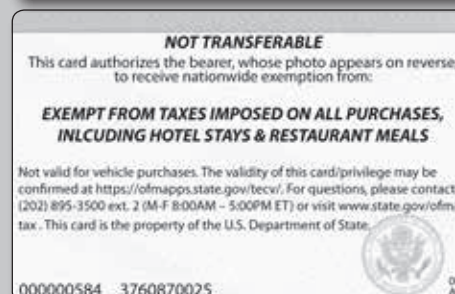 NOT TRANSFERABLE
This card authorizes the bearer, whose photo appears on reverse
to receive nationwide exemption from:
EXEMPT FROM TAXES IMPOSED ON ALL PURCHASES,
INLCUDING HOTEL STAYS & RESTAURANT MEALS
Not valid for vehicle purchases. The validity of this card/privilege may be
confirmed at https://ofmapps.state.gov/tecv/. For questions, please contact
(202) 895-3500 ext. 2 (M-F 8:00AM – 5:00PM ET) or visit www.state.gov/ofm
tax . This card is the property of the U.S. Department of State.
000000584 3760870025